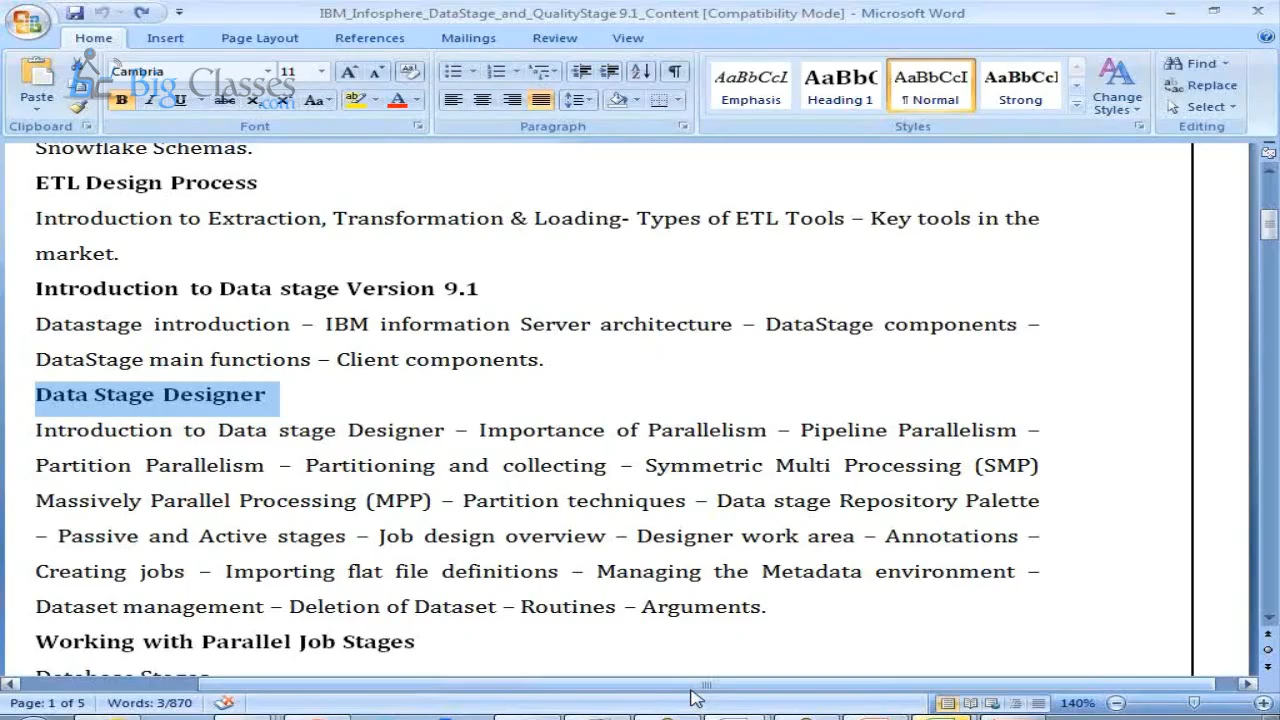 IBM_Infosphere_DataStage_and_QualityStage 9.1_Content [Compatibility Mode] - Microsoft Word
Home Insert Page Layout References Mailings Review View
Big Classes
.com
Paste
Clipboard
Cambria 11
B I U abc x x Aa A
Font
Paragraph
AaBbCcI AaBbC AaBbCcI AaBbCcI
Emphasis Heading 1 ¶ Normal Strong
Change
Styles
Styles
Find
Replace
Select
Editing
Snowflake Schemas.
ETL Design Process
Introduction to Extraction, Transformation & Loading- Types of ETL Tools – Key tools in the
market.
Introduction to Data stage Version 9.1
Datastage introduction – IBM information Server architecture – DataStage components –
DataStage main functions – Client components.
Data Stage Designer
Introduction to Data stage Designer – Importance of Parallelism – Pipeline Parallelism –
Partition Parallelism – Partitioning and collecting – Symmetric Multi Processing (SMP)
Massively Parallel Processing (MPP) – Partition techniques – Data stage Repository Palette
– Passive and Active stages – Job design overview – Designer work area – Annotations –
Creating jobs – Importing flat file definitions – Managing the Metadata environment –
Dataset management – Deletion of Dataset – Routines – Arguments.
Working with Parallel Job Stages
Database Stages
Page: 1 of 5 Words: 3/870 140%